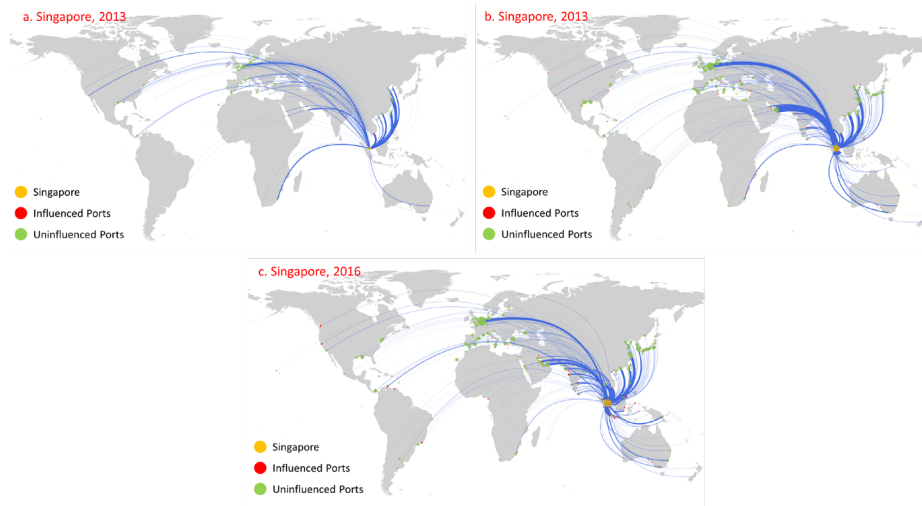 a. Singapore, 2013
Singapore
Influenced Ports
Uninfluenced Ports
b. Singapore, 2013
Singapore
Influenced Ports
Uninfluenced Ports
c. Singapore, 2016
Singapore
Influenced Ports
Uninfluenced Ports